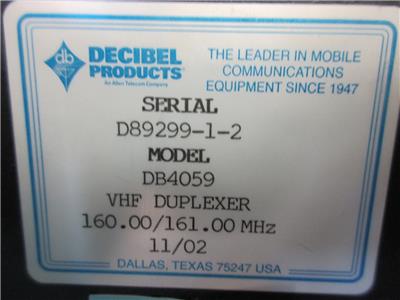 db
DECIBEL
PRODUCTS
An Allen Telecom Company
THE LEADER IN MOBILE
COMMUNICATIONS
EQUIPMENT SINCE 1947
SERIAL
D89299-1-2
MODEL
DB4059
VHF DUPLEXER
160.00/161.00 MHz
11/02
DALLAS, TEXAS 75247 USA